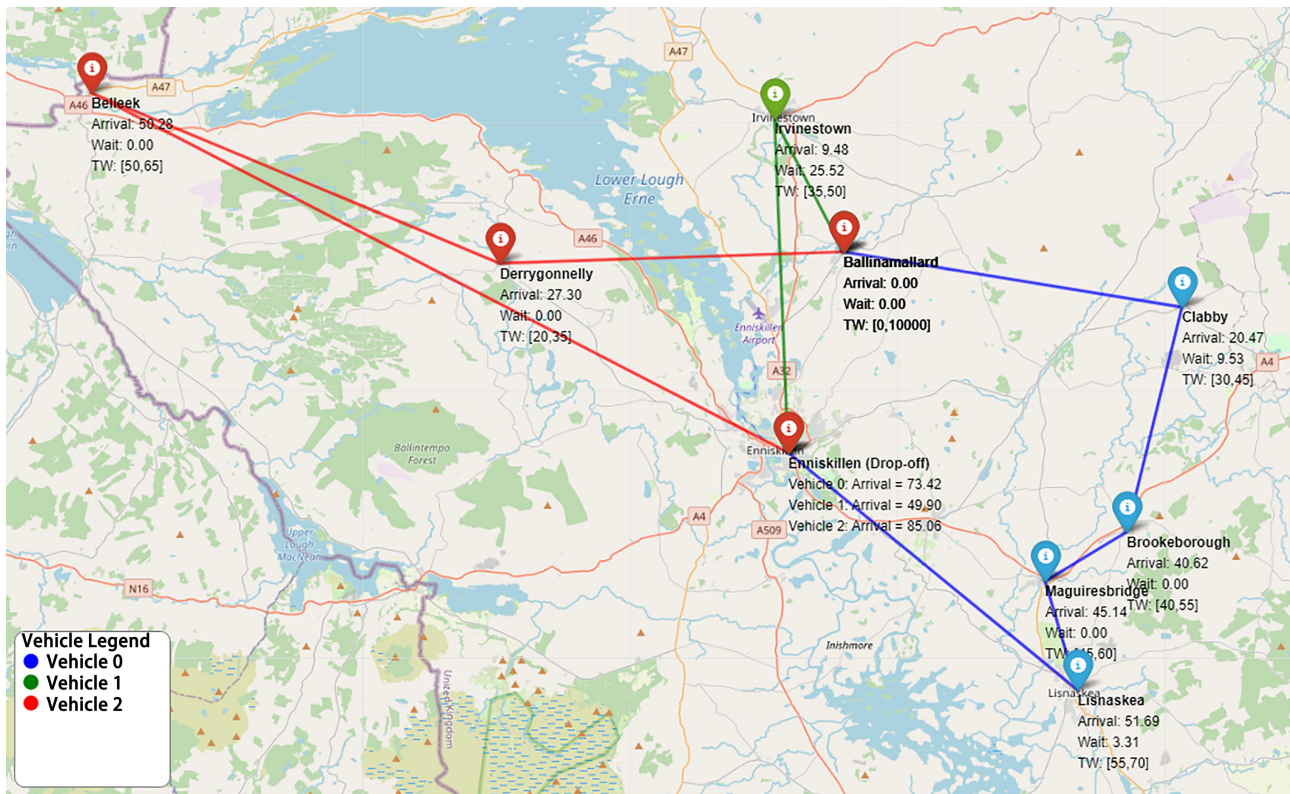 A47
Belleek
A46
A47
Arrival: 50.28
Wait: 0.00
TW: [50,65]
Irvinestown
Irvinestown
Arrival: 9.48
Wait: 25.52
TW: [35,50]
Lower Lough
Erne
A46
Derrygonnelly
Arrival: 27.30
Wait: 0.00
TW: [20,35]
Ballinamallard
Arrival: 0.00
Wait: 0.00
TW: [0,10000]
Clabby
Arrival: 20.47
Wait: 9.53
TW: [30,45]
A4
Enniskillen
Airport
A32
Ballintempo
Forest
Enniskillen (Drop-off)
Vehicle 0: Arrival = 73.42
Vehicle 1: Arrival = 49.90
Vehicle 2: Arrival = 85.06
A4
A509
Upper
Lough
MacNean
N16
Brookeborough
Arrival: 40.62
Wait: 0.00
TW: [40,55]
Maguiresbridge
Arrival: 45.14
Wait: 0.00
Inishmore
Lisnaskea
Arrival: 51.69
Wait: 3.31
TW: [55,70]
United Kingdom
Vehicle Legend
Vehicle 0
Vehicle 1
Vehicle 2